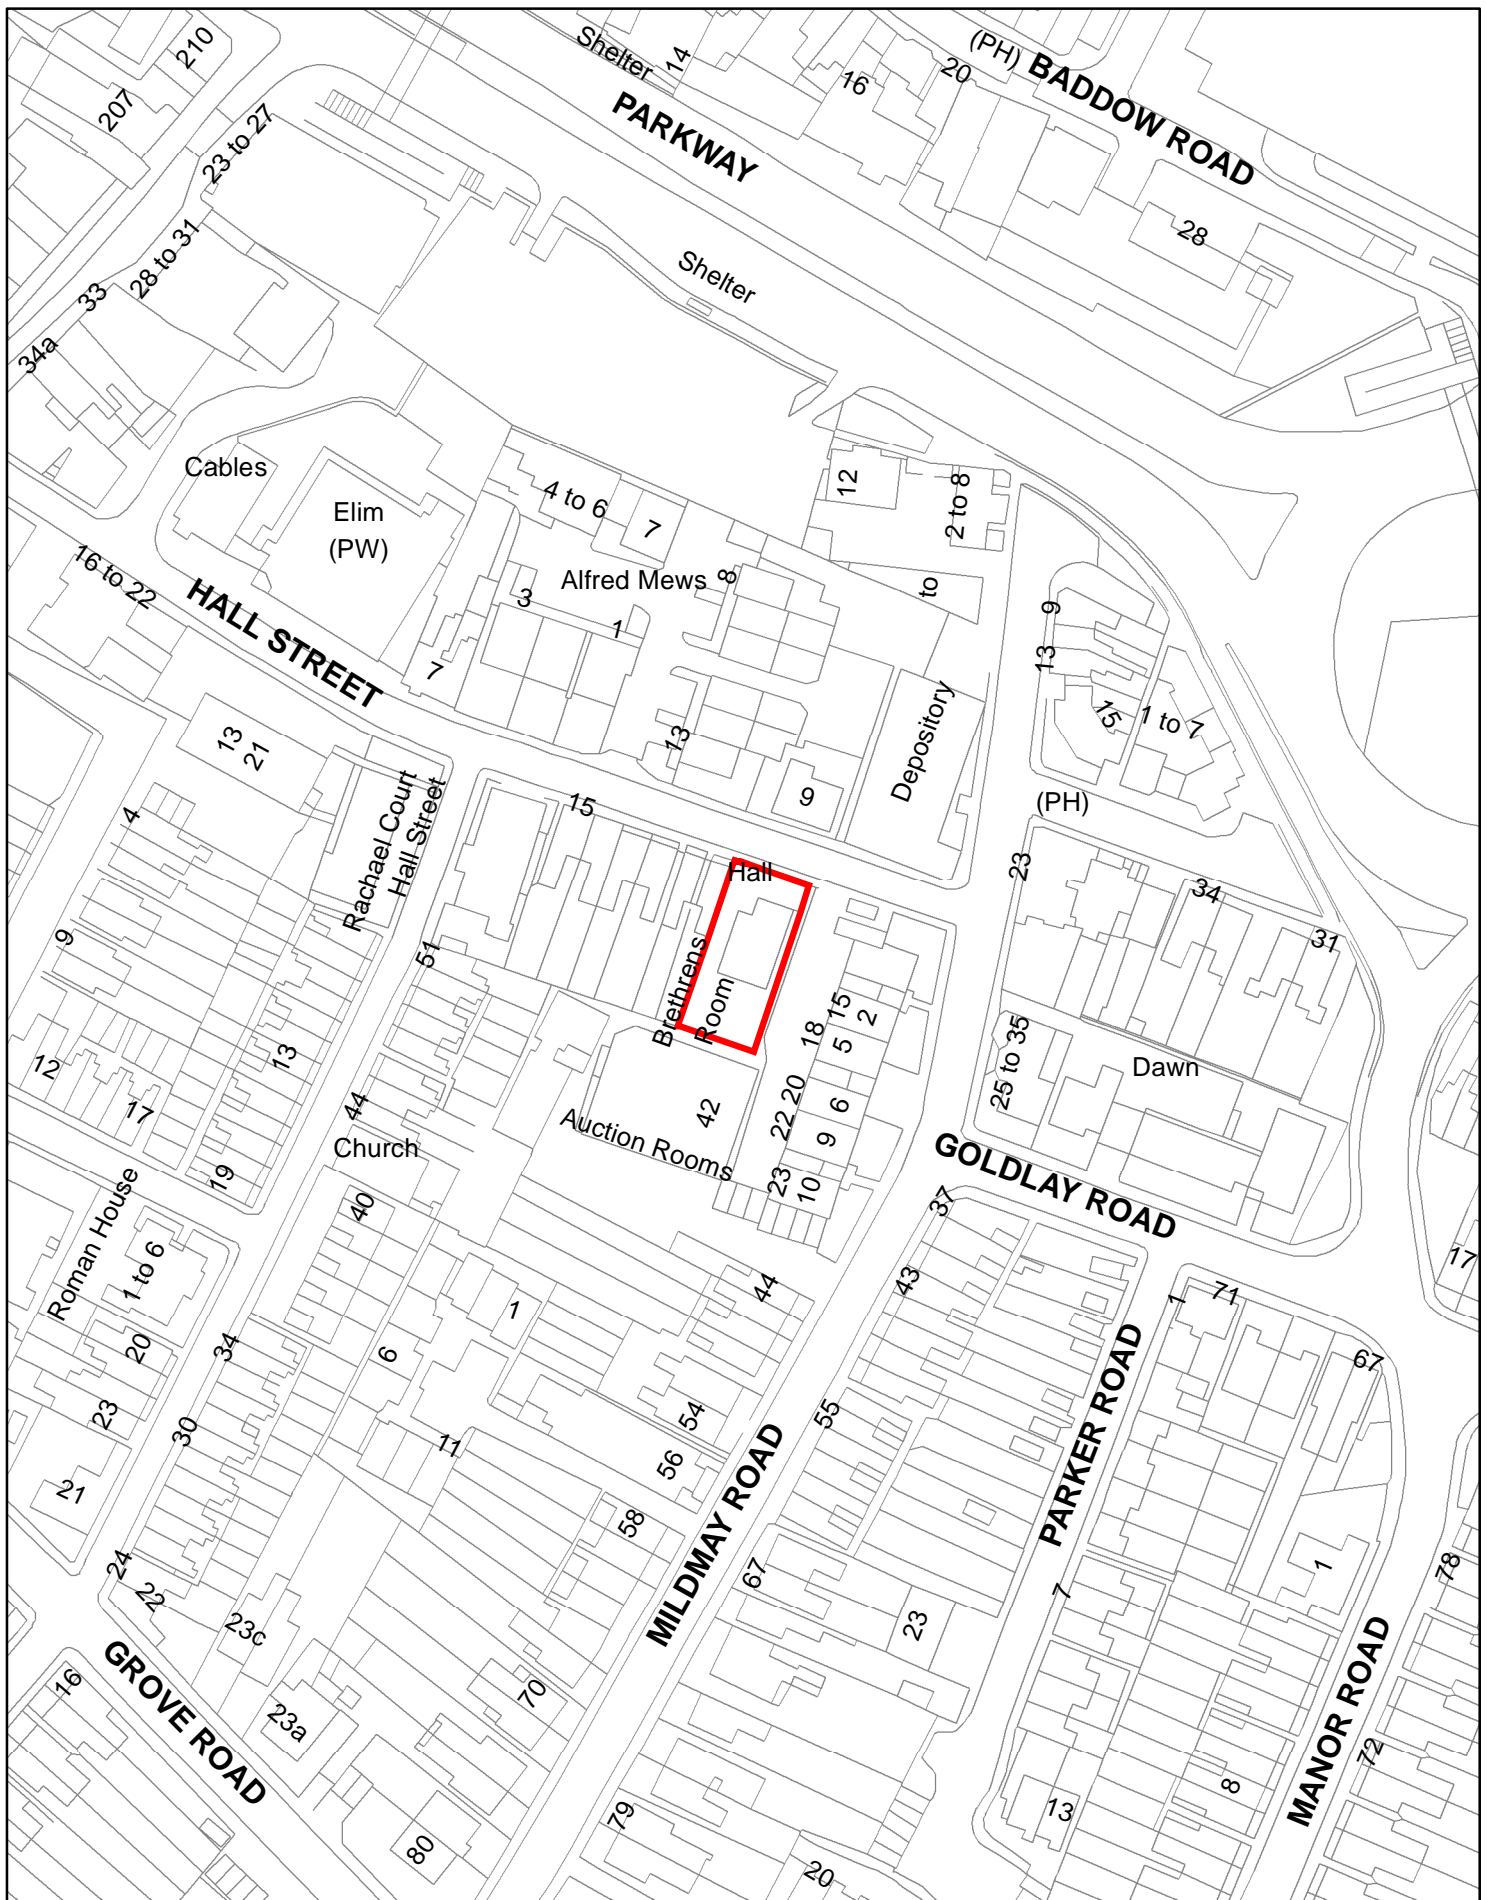 210
207
23 to 27
28 to 31
33
34a
Shelter
14
PARKWAY
16
20
(PH)
BADDOW ROAD
28
Shelter
Cables
Elim
(PW)
4 to 6
7
12
2 to 8
to
Alfred Mews
8
3
1
7
16 to 22
HALL STREET
9
13
15
1 to 7
Depository
13
9
(PH)
13
21
4
Rachael Court
Hall Street
15
Hall
Brethrens
Room
23
34
31
9
51
12
17
13
19
44
Church
42
Auction Rooms
15
2
18
5
20
6
22
9
23
10
25 to 35
Dawn
GOLDLAY ROAD
37
43
44
17
Roman House
1 to 6
20
23
40
34
6
1
54
56
55
30
11
21
58
MILDMAY ROAD
PARKER ROAD
1
71
67
1
78
24
22
23c
23a
GROVE ROAD
16
70
67
23
7
13
8
72
MANOR ROAD
80
79
20